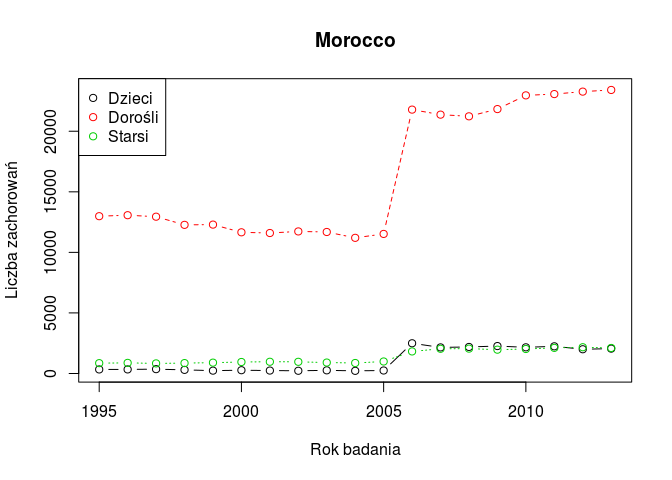 Morocco
Dzieci
Dorośli
Starsi
Liczba zachorowań
20000
15000
10000
5000
0
1995
2000
2005
2010
Rok badania